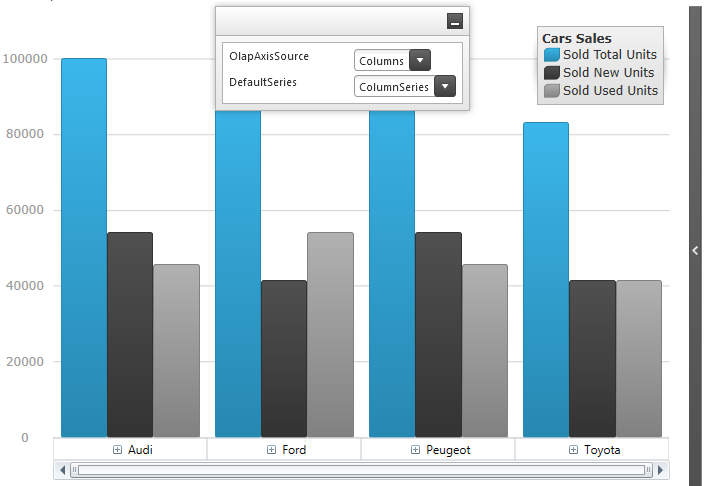 OlapAxisSource Columns
DefaultSeries ColumnSeries
Cars Sales
Sold Total Units
Sold New Units
Sold Used Units
100000
80000
60000
40000
20000
0
Audi Ford Peugeot Toyota